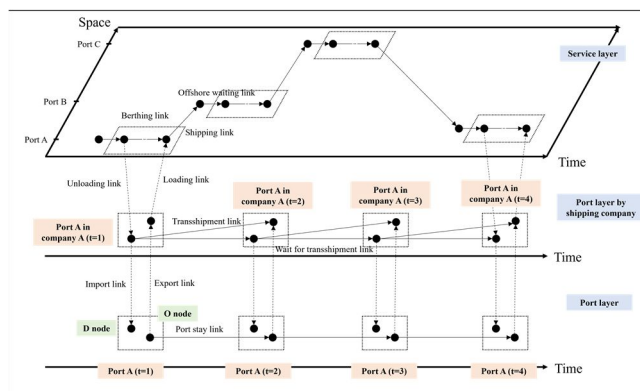 Space
Port C
Service layer
Port B
Offshore waiting link
Berthing link
Shipping link
Port A
Time
Unloading link
Loading link
Port A in
company A
(t=2)
Port A in
company A
(t=3)
Port A in
company A
(t=4)
Port A in
company A (t=1)
Transshipment link
Port layer by
shipping company
Wait for transshipment link
Time
Import link
Export link
O node
Port layer
D node
Port stay link
Port A (t=1)
Port A (t=2)
Port A (t=3)
Port A (t=4)
Time